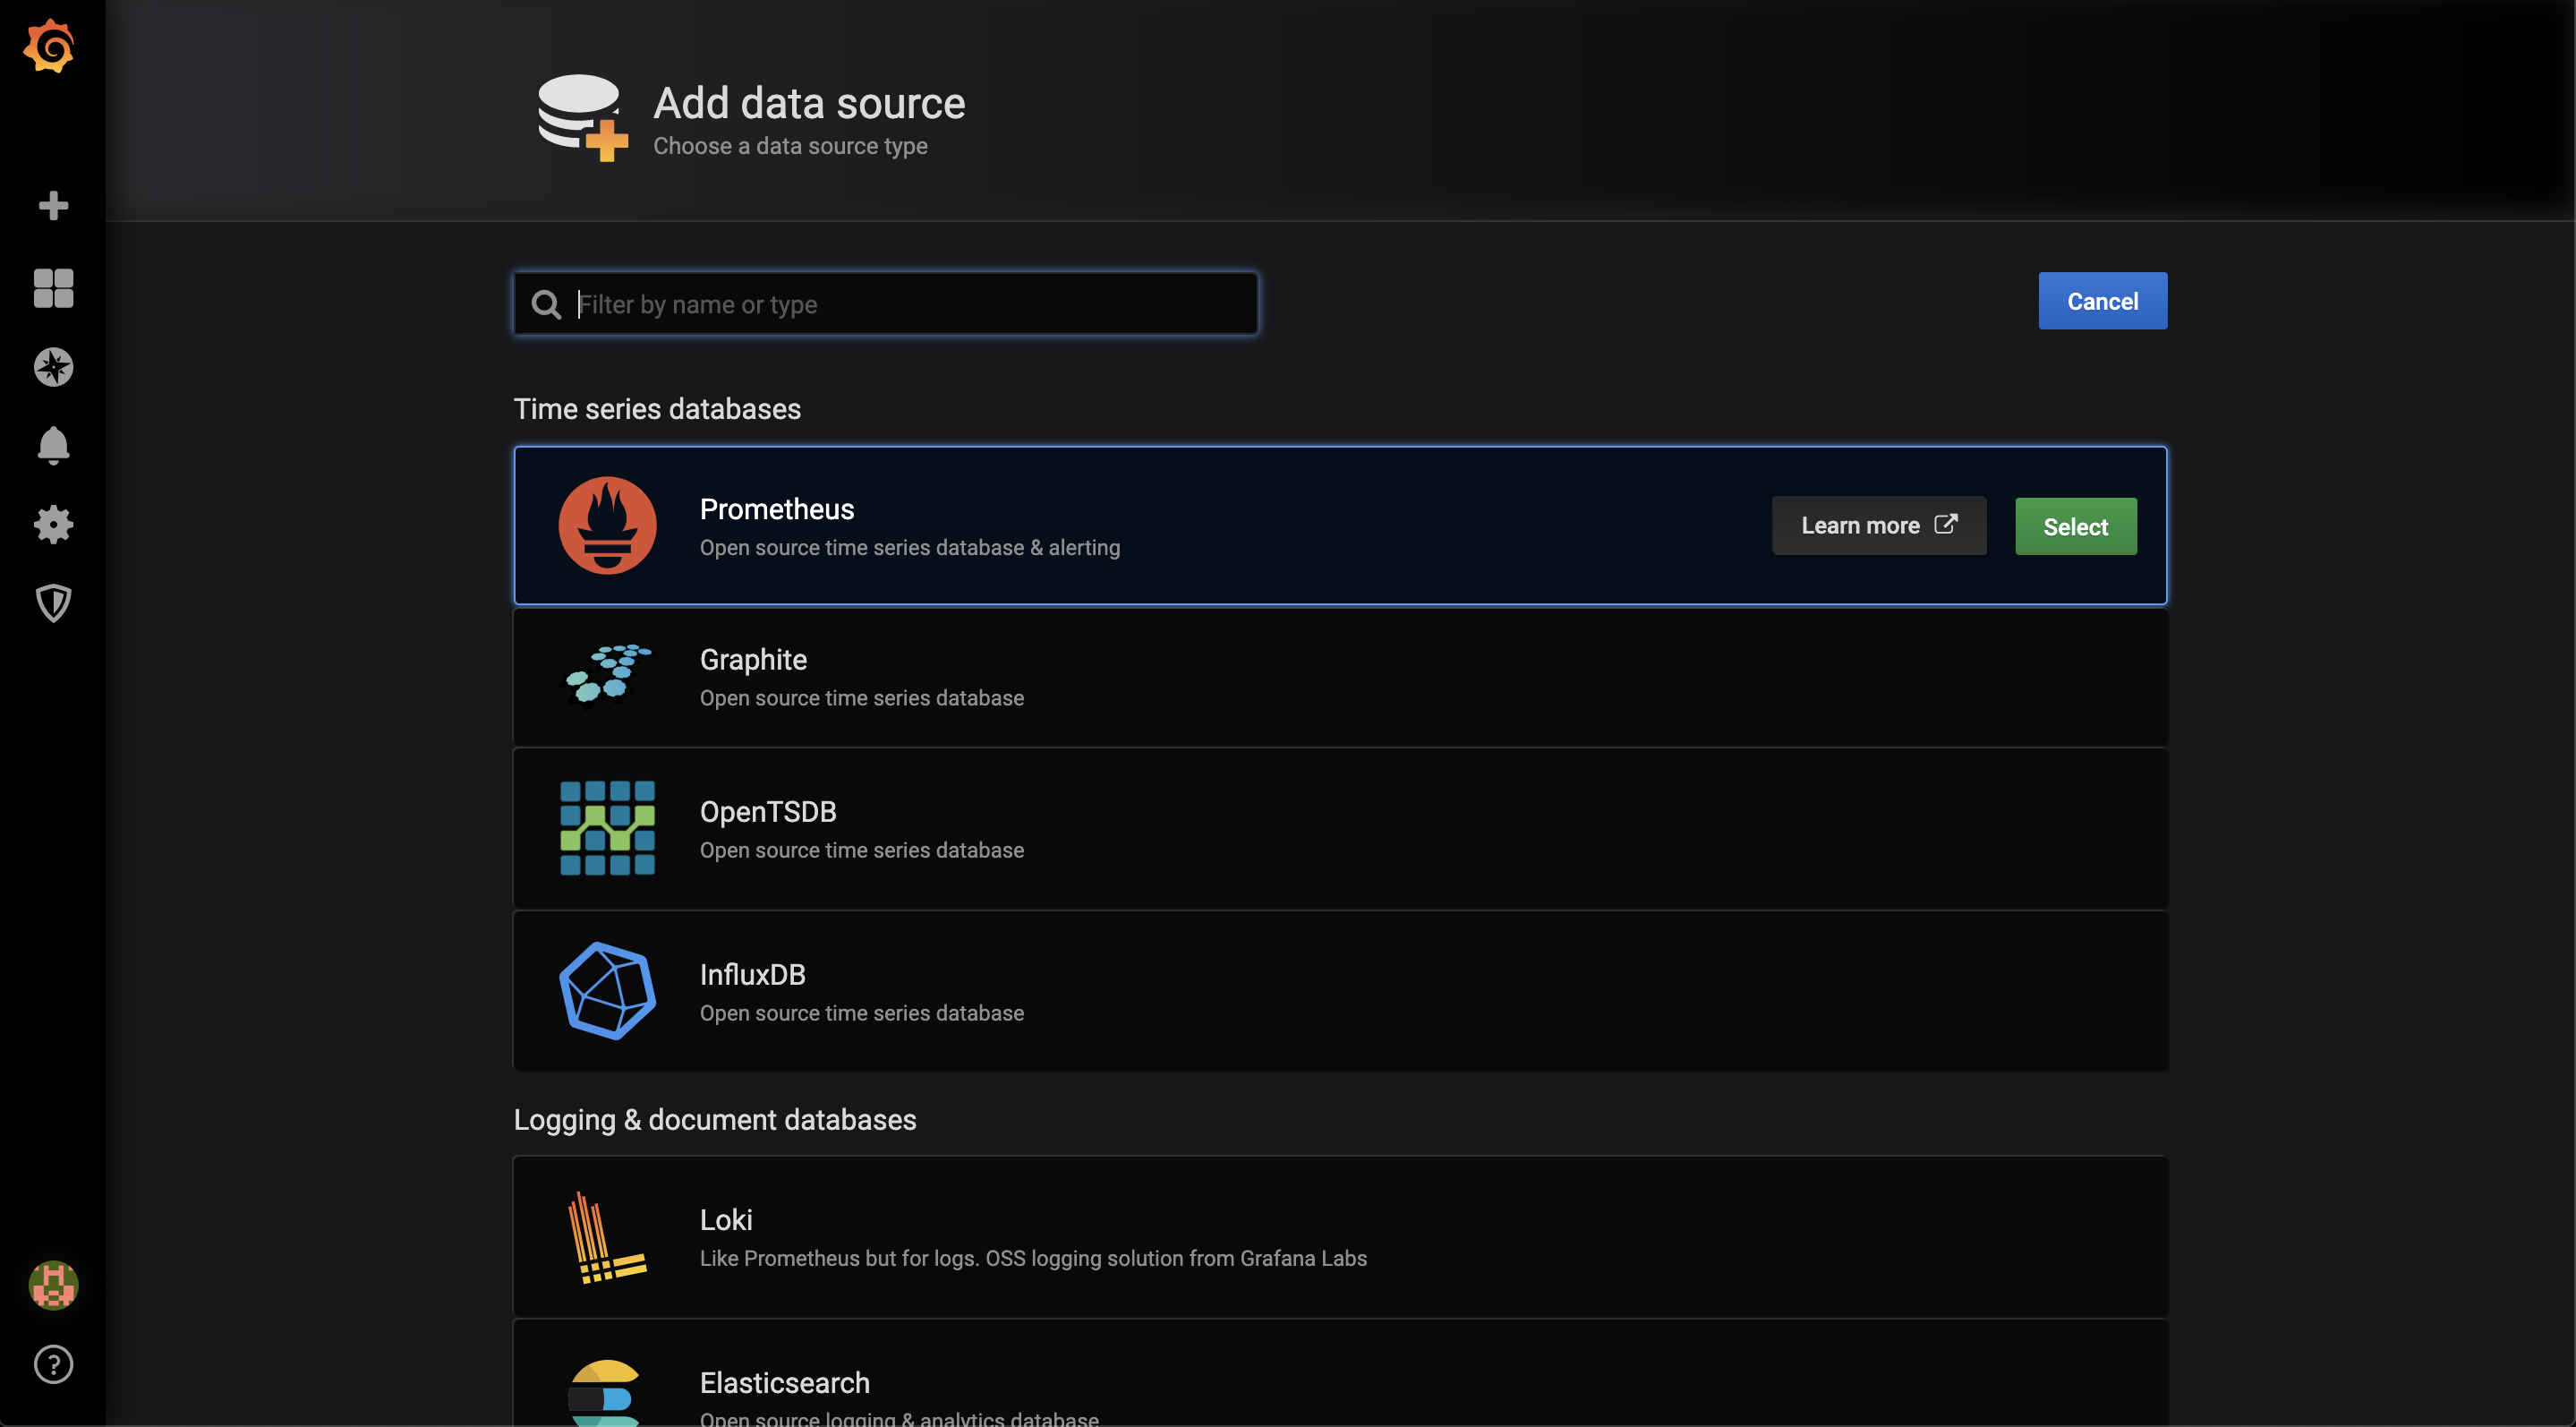 Add data source
Choose a data source type
Filter by name or type
Cancel
Time series databases
Prometheus
Open source time series database & alerting
Learn more
Select
Graphite
Open source time series database
OpenTSDB
Open source time series database
InfluxDB
Open source time series database
Logging & document databases
Loki
Like Prometheus but for logs. OSS logging solution from Grafana Labs
Elasticsearch
Open source logging & analytics database